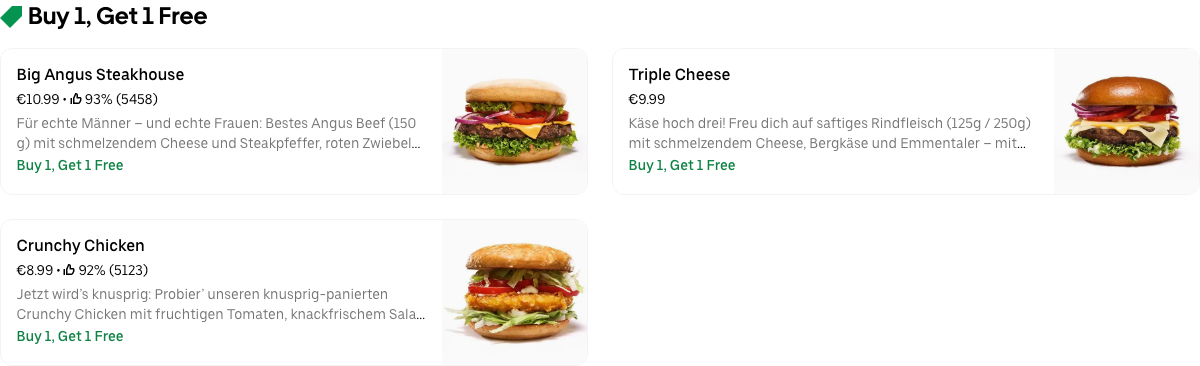 Buy 1, Get 1 Free
Big Angus Steakhouse
€10.99 • 93% (5458)
Für echte Männer – und echte Frauen: Bestes Angus Beef (150
g) mit schmelzendem Cheese und Steakpfeffer, roten Zwiebel...
Buy 1, Get 1 Free
Triple Cheese
€9.99
Käse hoch drei! Freu dich auf saftiges Rindfleisch (125g / 250g)
mit schmelzendem Cheese, Bergkäse und Emmentaler – mit...
Buy 1, Get 1 Free
Crunchy Chicken
€8.99 • 92% (5123)
Jetzt wird’s knusprig: Probier’ unseren knusprig-panierten
Crunchy Chicken mit fruchtigen Tomaten, knackfrischem Sala...
Buy 1, Get 1 Free